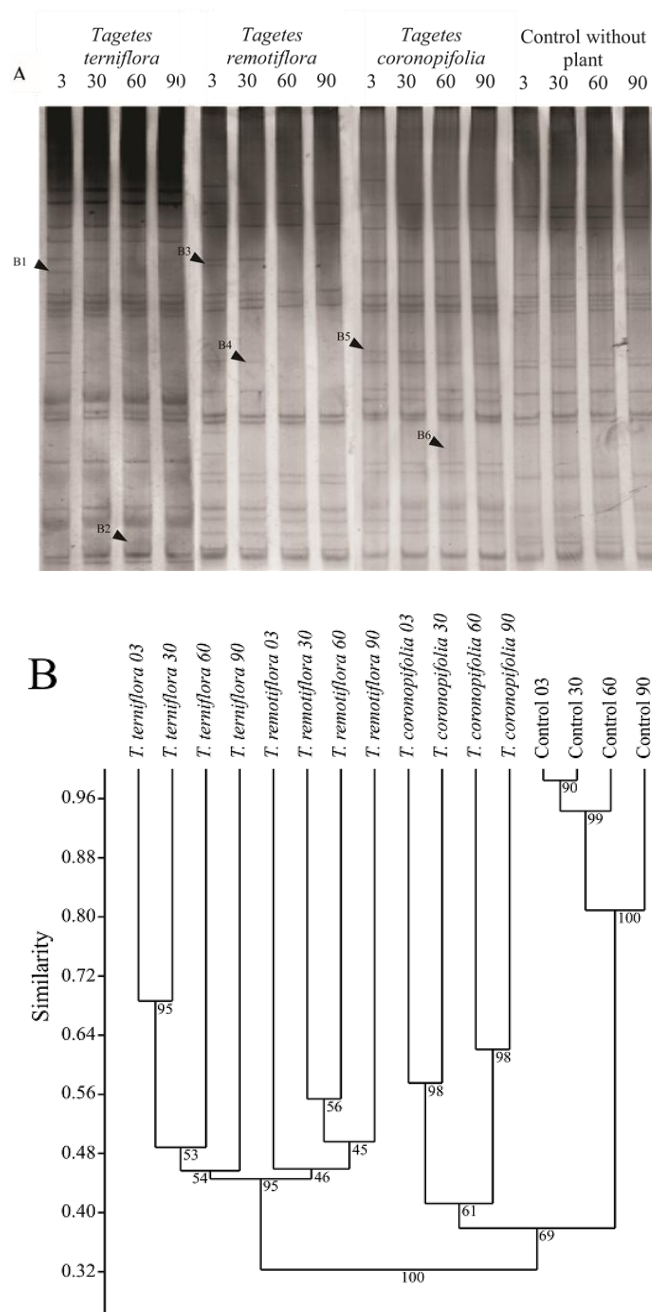 A
Tagetes
terniflora
Tagetes
remotiflora
Tagetes
coronopifolia
Control without
plant
3 30 60 90 3 30 60 90 3 30 60 90 3 30 60 90
B1
B3
B4
B5
B6
B2
B
T. terniflora 03
T. terniflora 30
T. terniflora 60
T. terniflora 90
T. remotiflora 03
T. remotiflora 30
T. remotiflora 60
T. remotiflora 90
T. coronopifolia 03
T. coronopifolia 30
T. coronopifolia 60
T. coronopifolia 90
Control 03
Control 30
Control 60
Control 90
Similarity
0.96
0.88
0.80
0.72
0.64
0.56
0.48
0.40
0.32
90
99
100
95
98
56
98
53
45
54
95
46
61
69
100